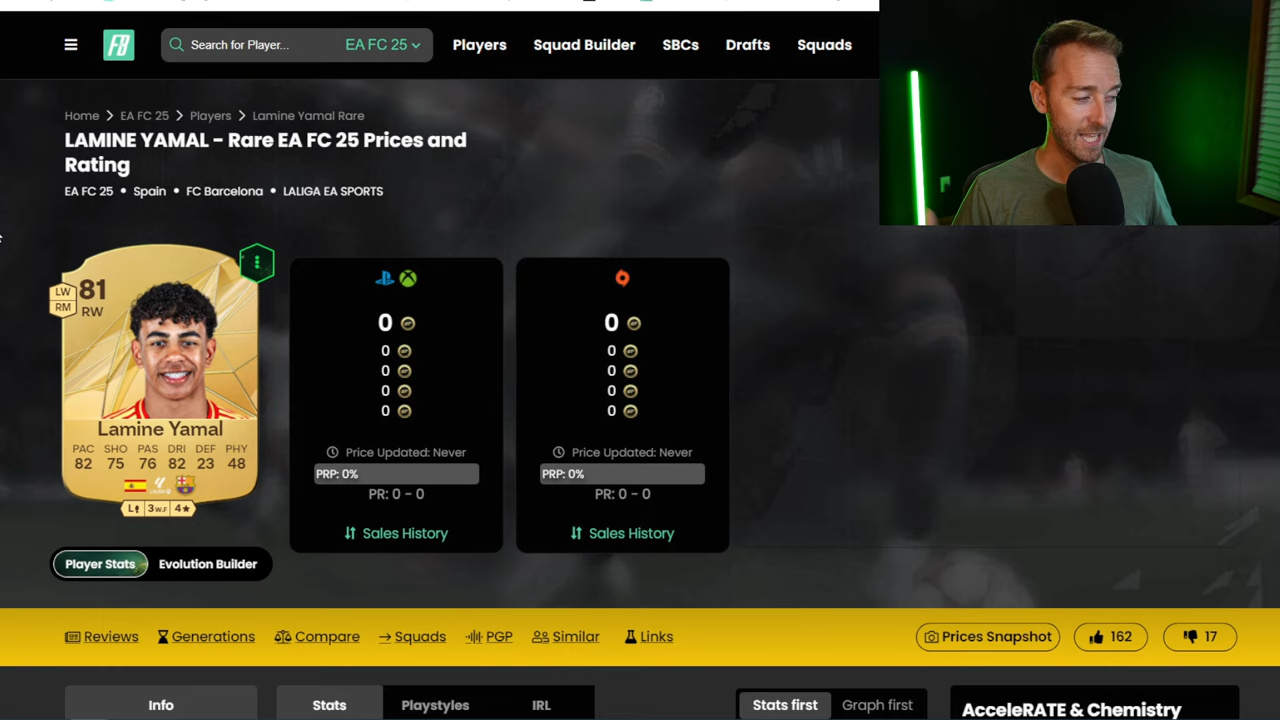 FB
Search for Player...
EA FC 25
Players
Squad Builder
SBCs
Drafts
Squads
Home > EA FC 25 > Players > Lamine Yamal Rare
LAMINE YAMAL - Rare EA FC 25 Prices and
Rating
EA FC 25 • Spain • FC Barcelona • LALIGA EA SPORTS
LW
RM
81
RW
Lamine Yamal
PAC SHO PAS DRI DEF PHY
82 75 76 82 23 48
L 3 W.F 4★
0
0
0
0
0
Price Updated: Never
PRP: 0%
PR: 0 - 0
Sales History
0
0
0
0
0
Price Updated: Never
PRP: 0%
PR: 0 - 0
Sales History
Player Stats
Evolution Builder
Reviews
Generations
Compare
Squads
PGP
Similar
Links
Prices Snapshot
162
17
Info
Stats
Playstyles
IRL
Stats first
Graph first
AcceleRATE & Chemistry